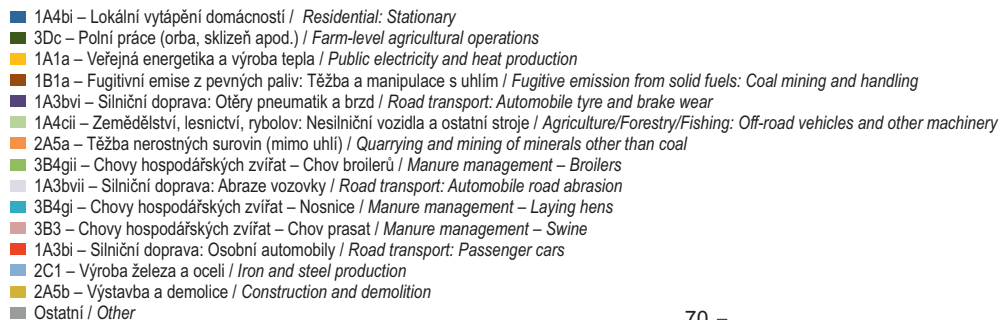 1A4bi – Lokální vytápění domácností / Residential: Stationary
3Dc – Polní práce (orba, sklizeň apod.) / Farm-level agricultural operations
1A1a – Veřejná energetika a výroba tepla / Public electricity and heat production
1B1a – Fugitivní emise z pevných paliv: Těžba a manipulace s uhlím / Fugitive emission from solid fuels: Coal mining and handling
1A3bvi – Silniční doprava: Otěry pneumatik a brzd / Road transport: Automobile tyre and brake wear
1A4cii – Zemědělství, lesnictví, rybolov: Nesilniční vozidla a ostatní stroje / Agriculture/Forestry/Fishing: Off-road vehicles and other machinery
2A5a – Těžba nerostných surovin (mimo uhlí) / Quarrying and mining of minerals other than coal
3B4gii – Chovy hospodářských zvířat – Chov broilerů / Manure management – Broilers
1A3bvii – Silniční doprava: Abraze vozovky / Road transport: Automobile road abrasion
3B4gi – Chovy hospodářských zvířat – Nosnice / Manure management – Laying hens
3B3 – Chovy hospodářských zvířat – Chov prasat / Manure management – Swine
1A3bi – Silniční doprava: Osobní automobily / Road transport: Passenger cars
2C1 – Výroba železa a oceli / Iron and steel production
2A5b – Výstavba a demolice / Construction and demolition
Ostatní / Other
70